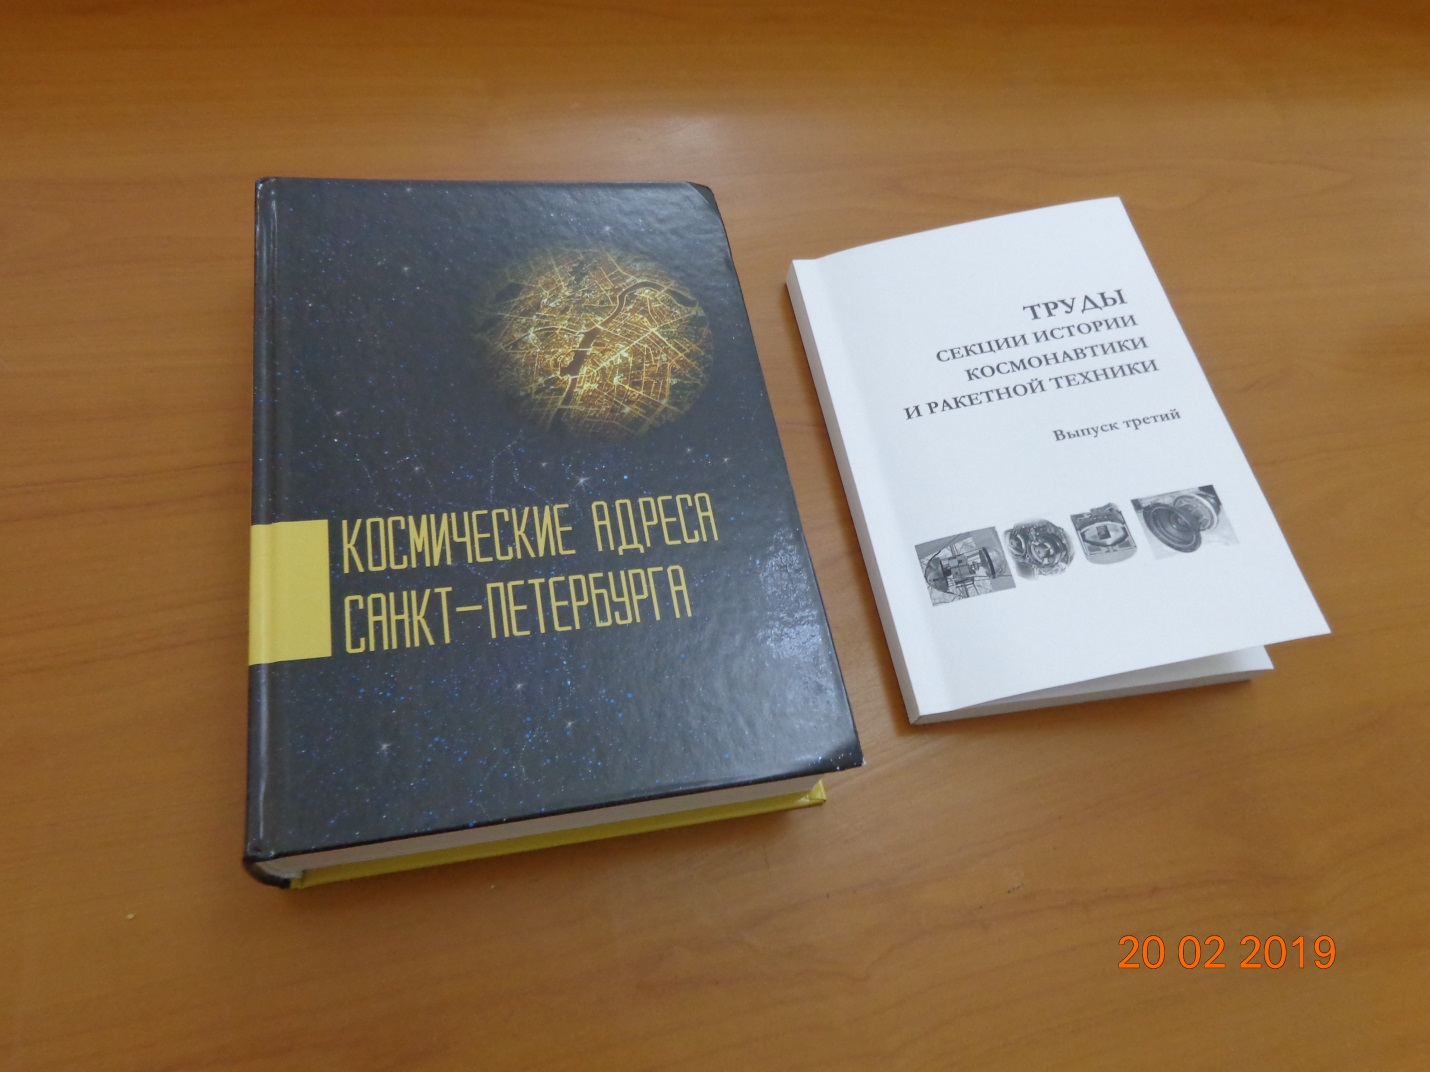 КОСМИЧЕСКИЕ АДРЕСА
САНКТ-ПЕТЕРБУРГА
ТРУДЫ
СЕКЦИИ ИСТОРИИ
КОСМОНАВТИКИ
И РАКЕТНОЙ ТЕХНИКИ
Выпуск третий
20 02 2019